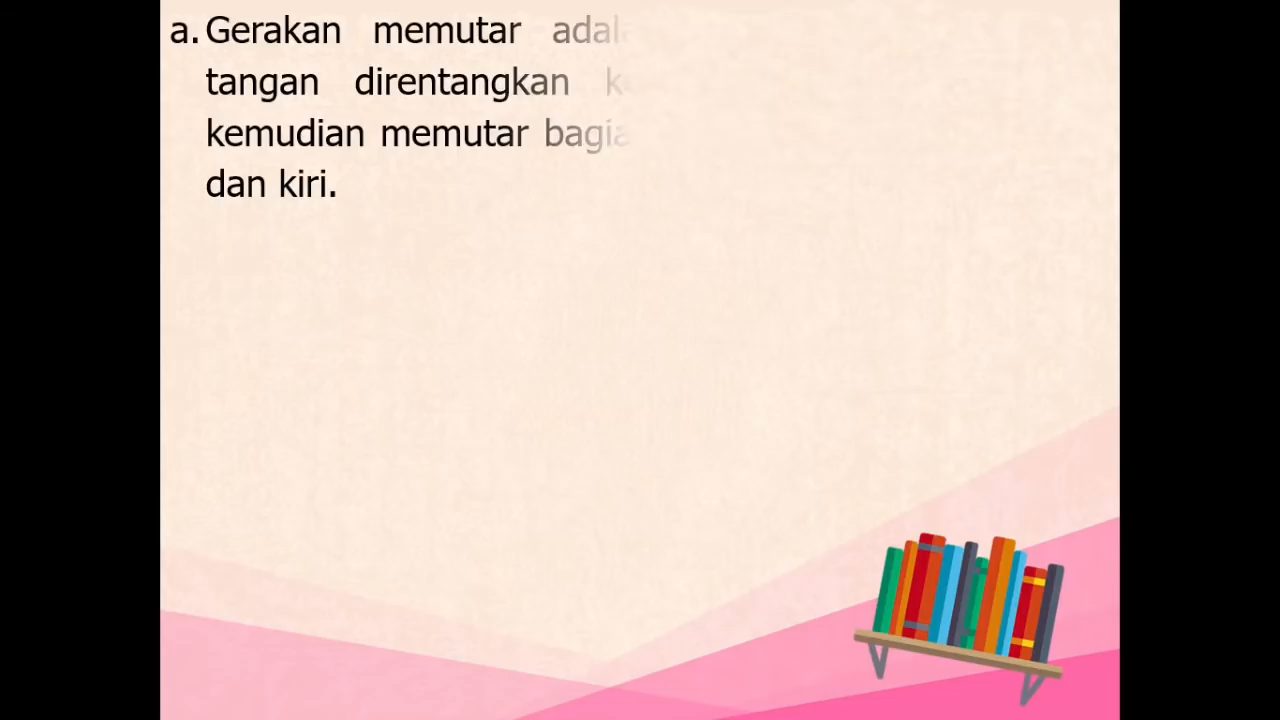 a. Gerakan memutar
tangan direntangkan
kemudian memutar
dan kiri.